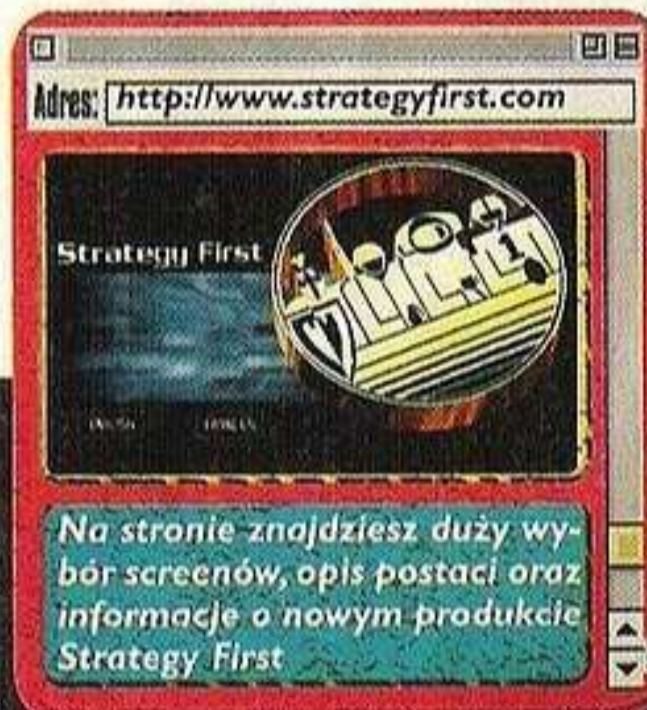 Adres: http://www.strategyfirst.com
Strategy First
1
Na stronie znajdziesz duży wy-
bór screenów, opis postaci oraz
informacje o nowym produkcie
Strategy First